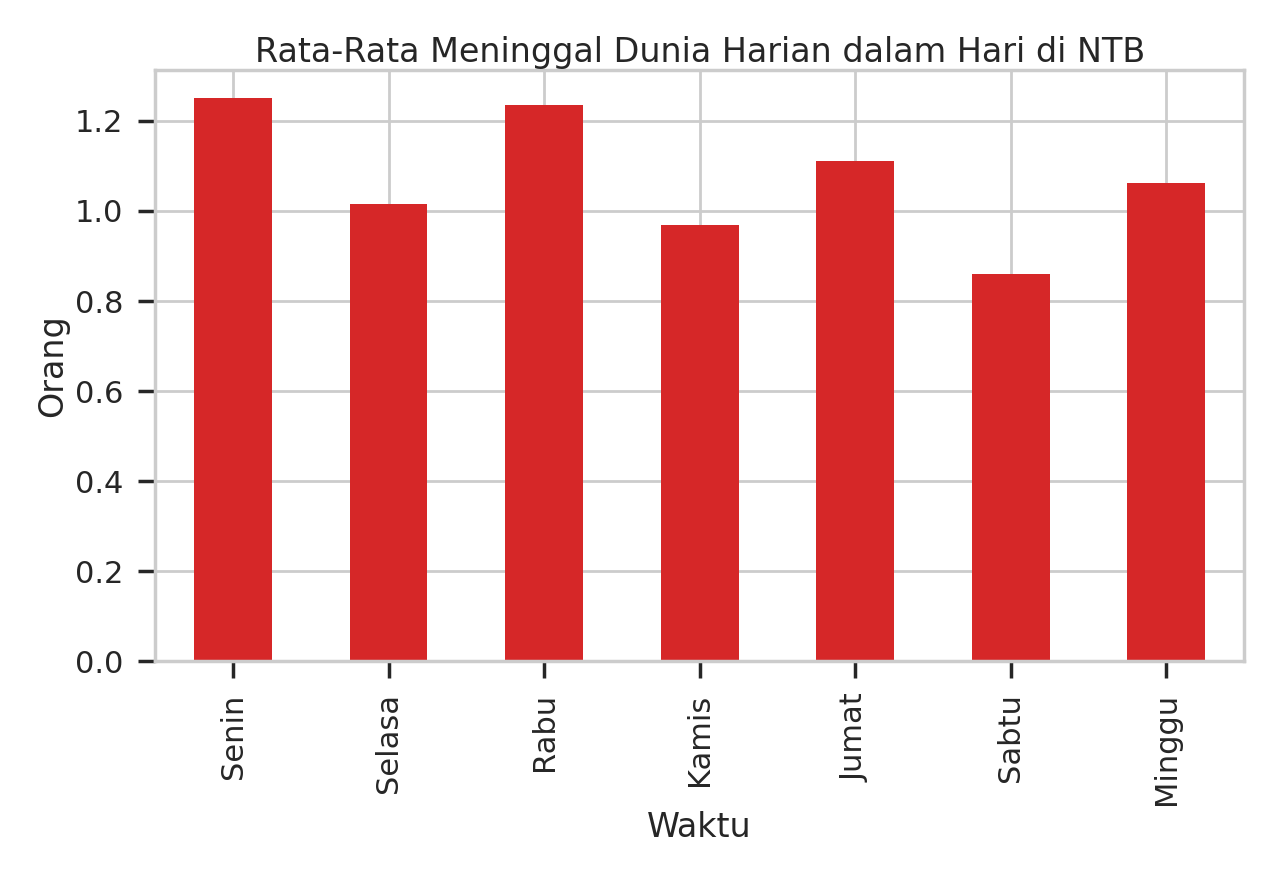 Rata-Rata Meninggal Dunia Harian dalam Hari di NTB
1.2
1.0
0.8
0.6
0.4
0.2
0.0
Orang
Senin
Selasa
Rabu
Kamis
Jumat
Sabtu
Minggu
Waktu